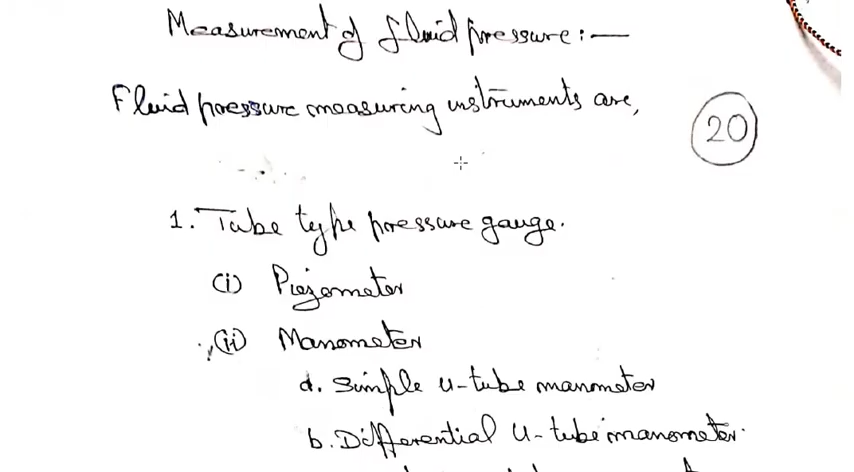 Measurement of fluid pressure:—
Fluid pressure measuring instruments are,
20
1. Tube type pressure gauge.
(i) Piezometer
(ii) Manometer
a. Simple U-tube manometer
b. Differential U-tube manometer.